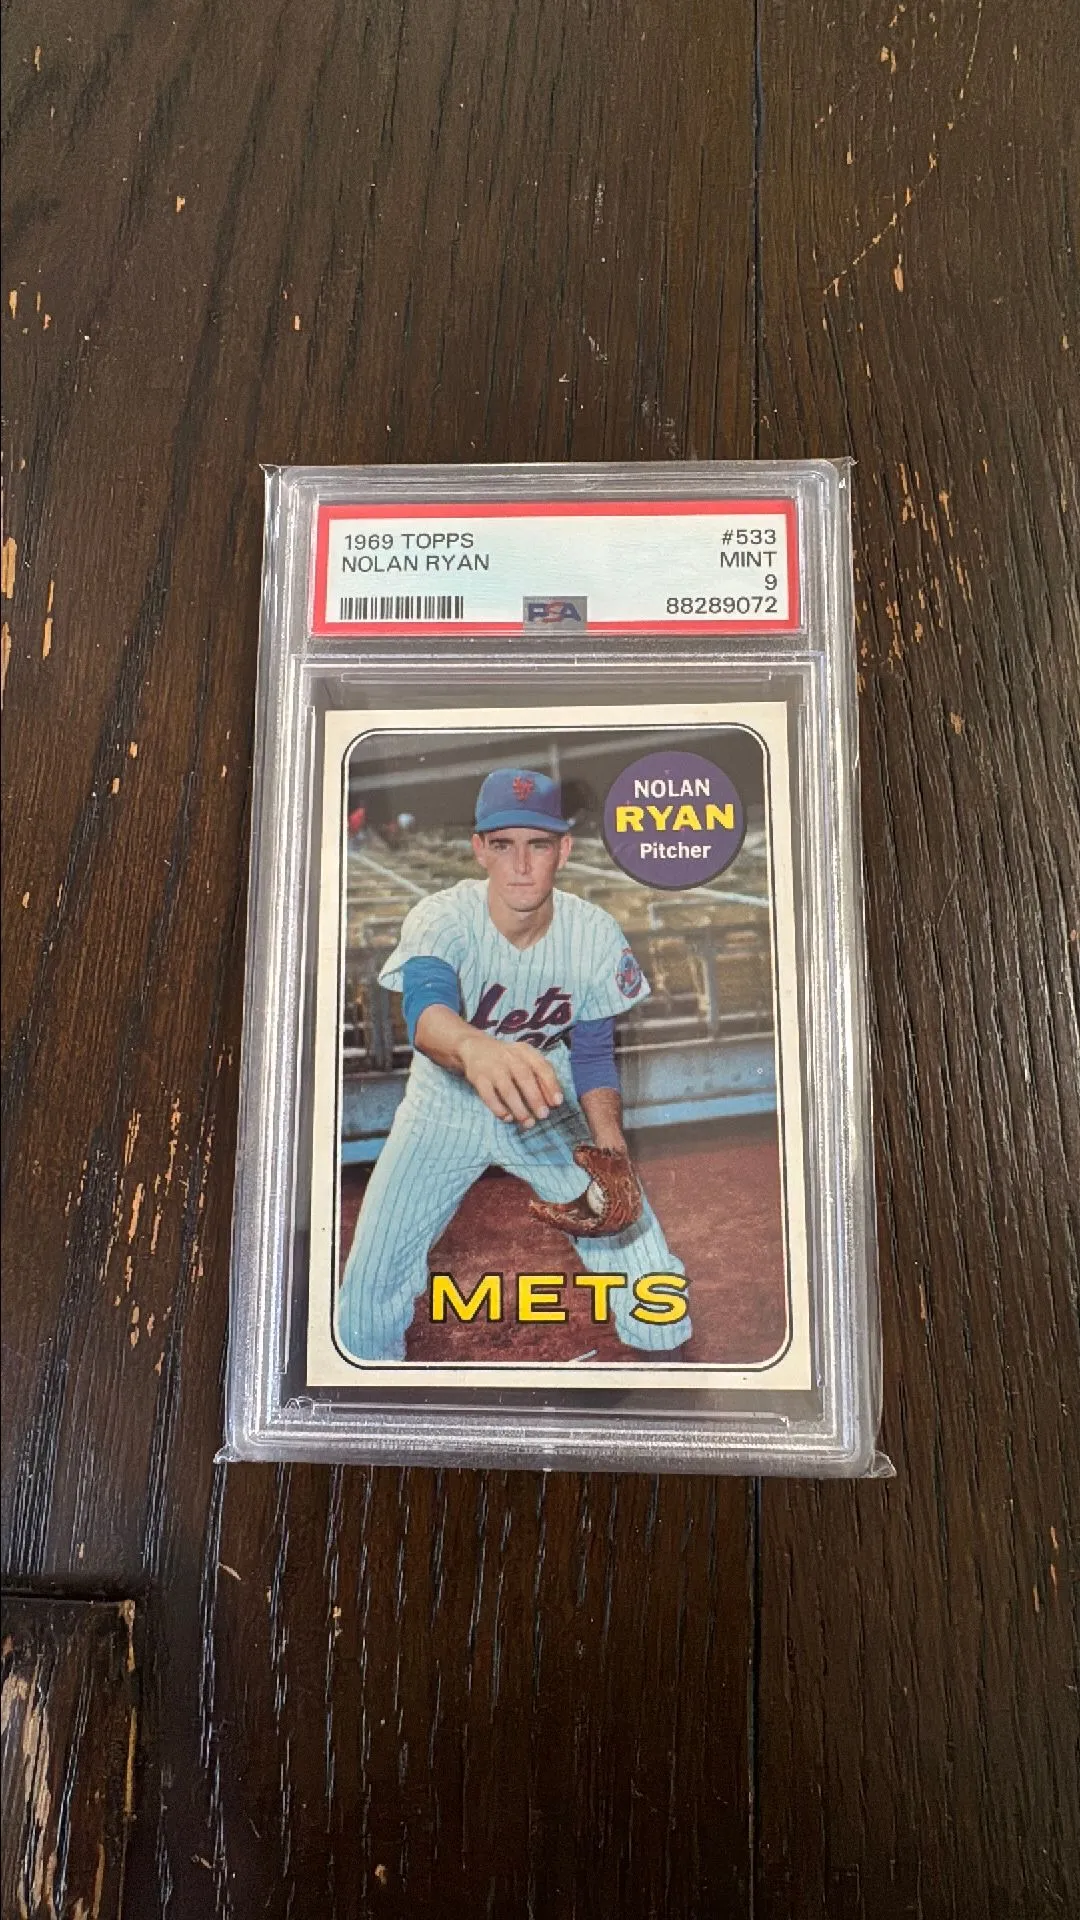 1969 TOPPS
NOLAN RYAN
#533
MINT
9
88289072
PSA
NOLAN
RYAN
Pitcher
Mets
METS